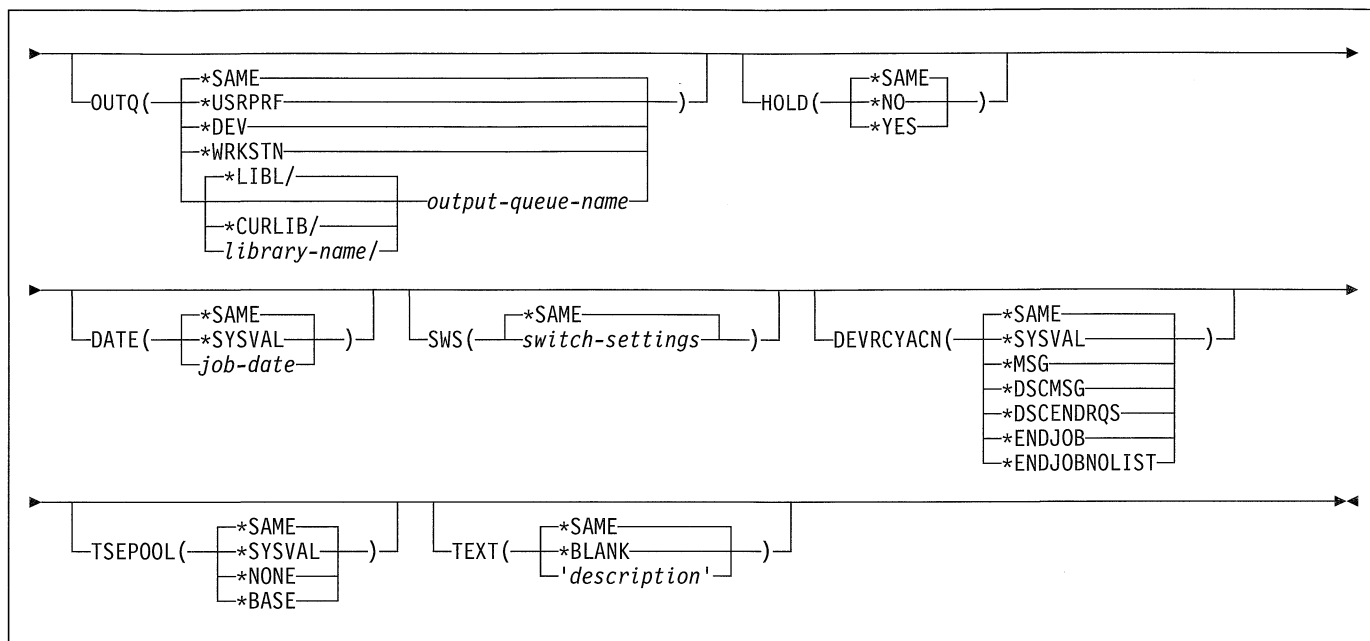 OUTQ( *SAME )
*USRPRF
*DEV
*WRKSTN
*LIBL/ output-queue-name
*CURLIB/
library-name/
HOLD( *SAME )
*NO
*YES
DATE( *SAME )
*SYSVAL
job-date
SWS( *SAME )
switch-settings
DEVRCYACN( *SAME )
*SYSVAL
*MSG
*DSCMSG
*DSCENDRQS
*ENDJOB
*ENDJOBNOLIST
TSEPOOL( *SAME )
*SYSVAL
*NONE
*BASE
TEXT( *SAME )
*BLANK
'description'